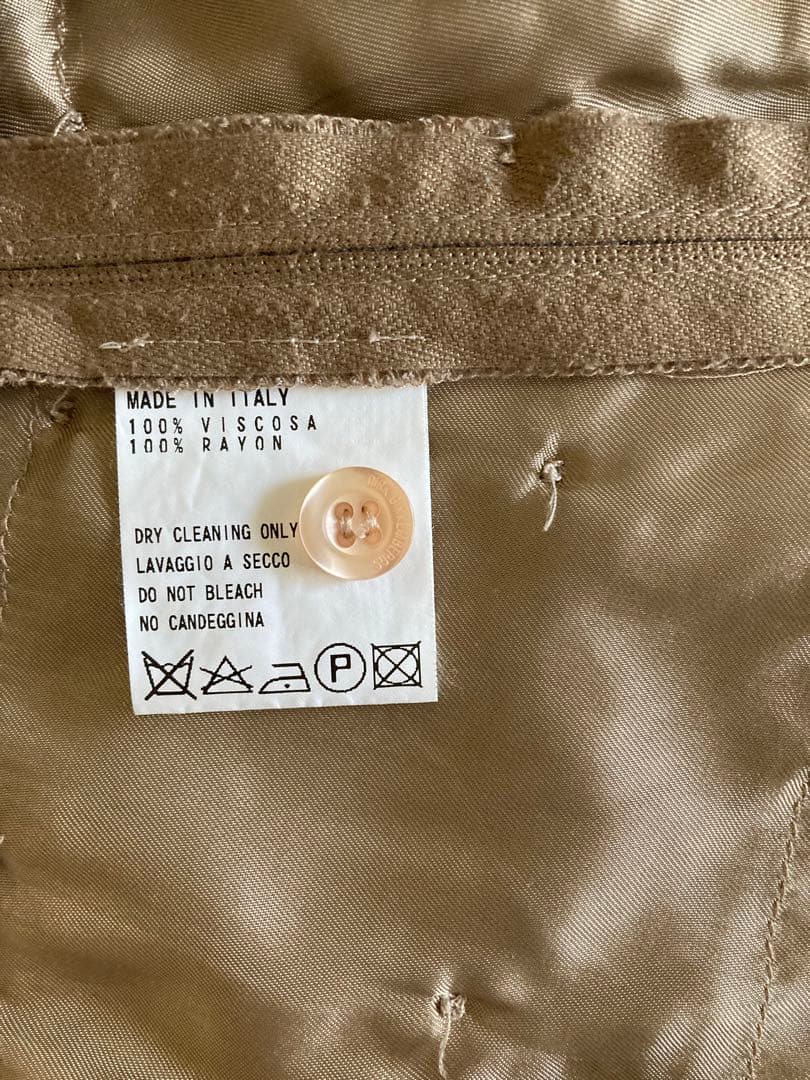 MADE IN ITALY
100% VISCOSA
100% RAYON
DRY CLEANING ONLY
LAVAGGIO A SECCO
DO NOT BLEACH
NO CANDEGGINA
P